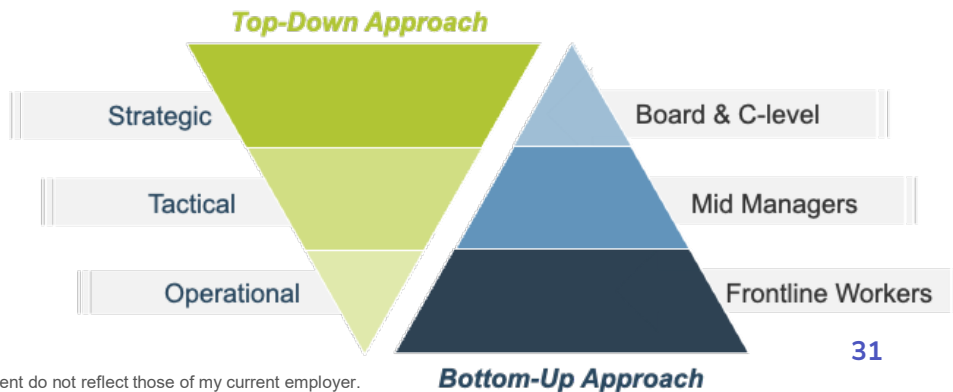 Top-Down Approach
Strategic
Board & C-level
Tactical
Mid Managers
Operational
Frontline Workers
31
ent do not reflect those of my current employer.
Bottom-Up Approach